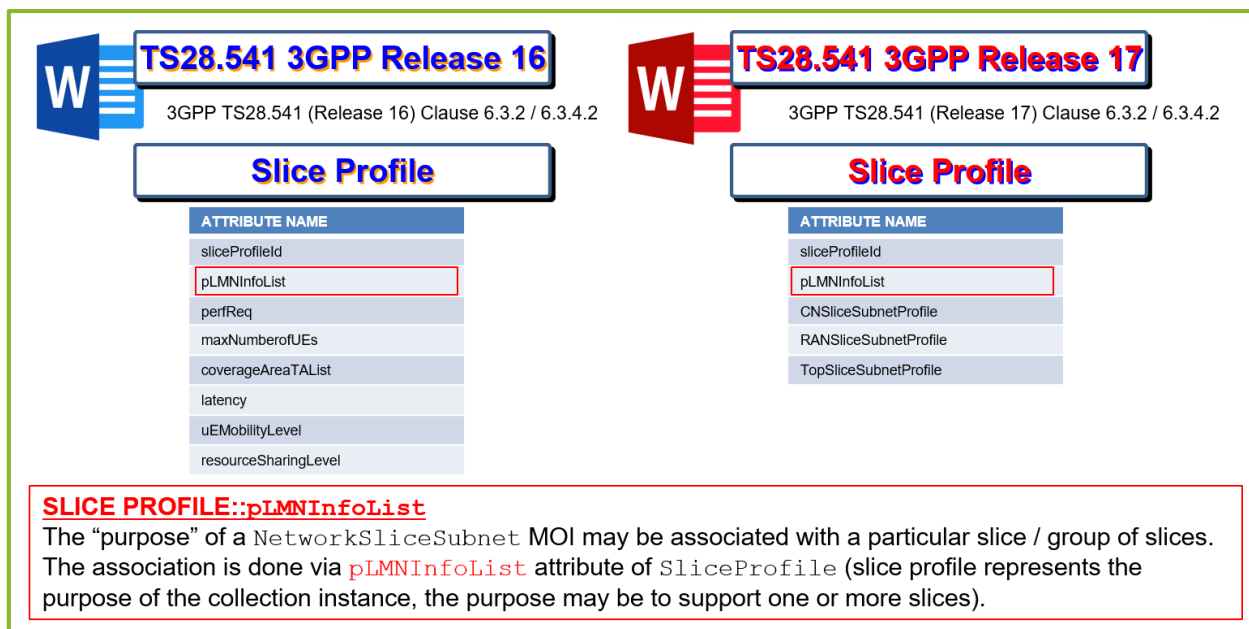 W
TS28.541 3GPP Release 16
3GPP TS28.541 (Release 16) Clause 6.3.2 / 6.3.4.2
Slice Profile
ATTRIBUTE NAME
sliceProfileId
pLMNInfoList
perfReq
maxNumberofUEs
coverageAreaTAList
latency
uEMobilityLevel
resourceSharingLevel
W
TS28.541 3GPP Release 17
3GPP TS28.541 (Release 17) Clause 6.3.2 / 6.3.4.2
Slice Profile
ATTRIBUTE NAME
sliceProfileId
pLMNInfoList
CNSliceSubnetProfile
RANSliceSubnetProfile
TopSliceSubnetProfile
SLICE PROFILE::pLMNInfoList
The “purpose” of a NetworkSliceSubnet MOI may be associated with a particular slice / group of slices.
The association is done via pLMNInfoList attribute of SliceProfile (slice profile represents the
purpose of the collection instance, the purpose may be to support one or more slices).